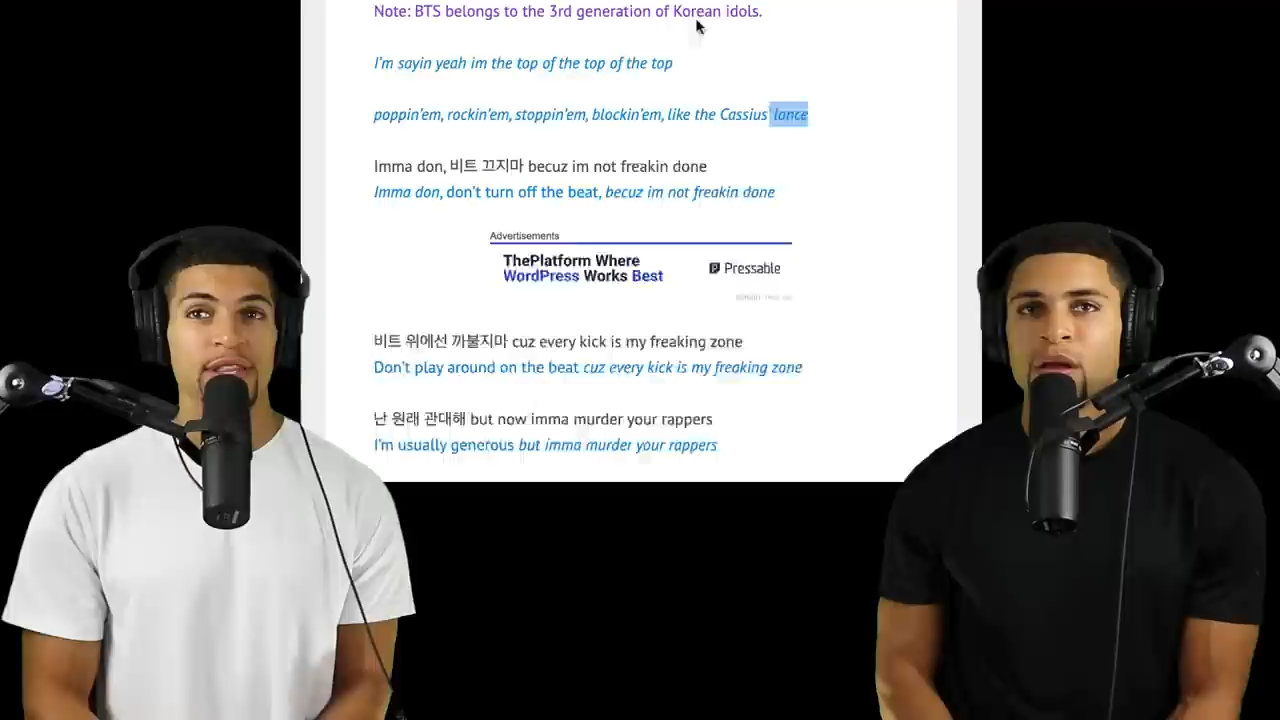 Note: BTS belongs to the 3rd generation of Korean idols.
I'm sayin yeah im the top of the top of the top
poppin'em, rockin'em, stoppin'em, blockin'em, like the Cassius' lance
Imma don, 비트 끄지마 becuz im not freakin done
Imma don, don't turn off the beat, becuz im not freakin done
Advertisements
ThePlatform Where
WordPress Works Best
Pressable
비트 위에선 까불지마 cuz every kick is my freaking zone
Don't play around on the beat cuz every kick is my freaking zone
난 원래 관대해 but now imma murder your rappers
I'm usually generous but imma murder your rappers